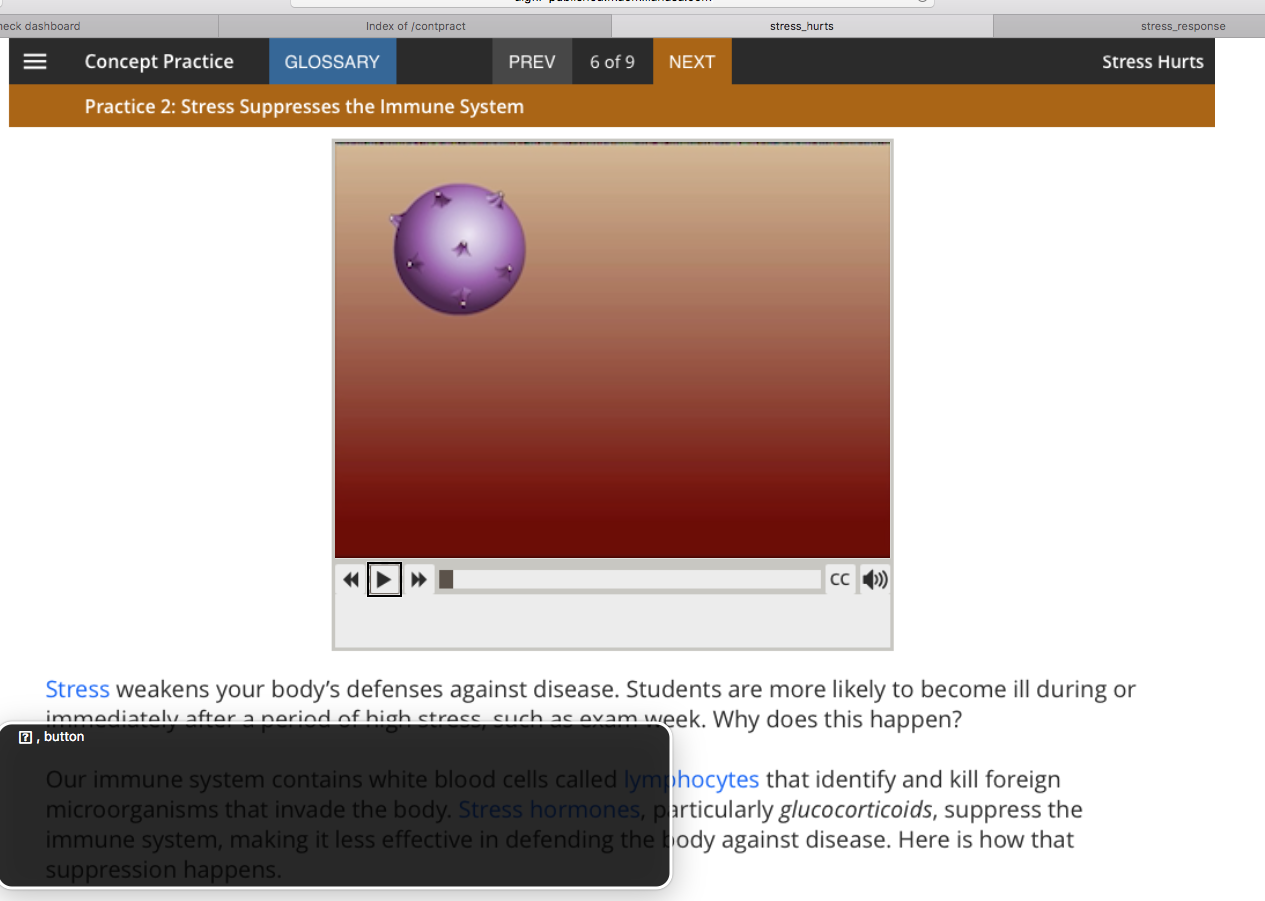 neck dashboard
Index of /contpract
stress_hurts
stress_response
Concept Practice
GLOSSARY
PREV
6 of 9
NEXT
Stress Hurts
Practice 2: Stress Suppresses the Immune System
CC
Stress weakens your body’s defenses against disease. Students are more likely to become ill during or
immediately after a period of high stress, such as exam week. Why does this happen?
, button
Our immune system contains white blood cells called lymphocytes that identify and kill foreign
microorganisms that invade the body. Stress hormones, particularly glucocorticoids, suppress the
immune system, making it less effective in defending the body against disease. Here is how that
suppression happens.